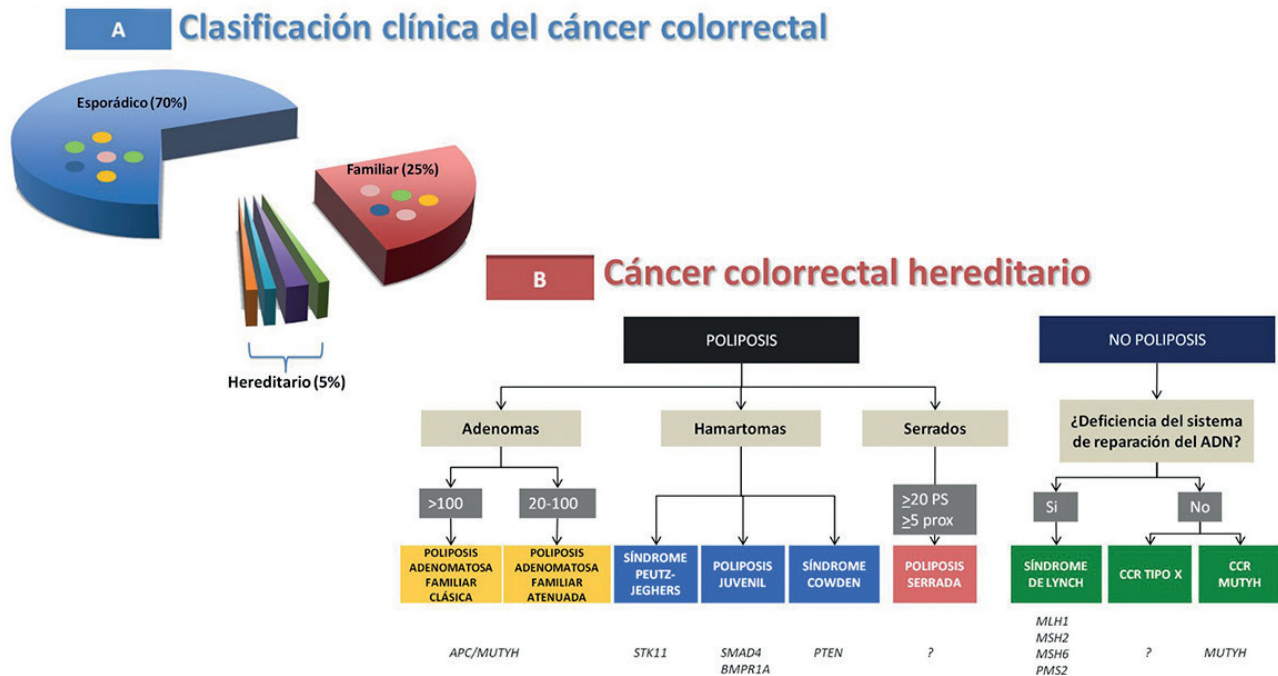 A Clasificación clínica del cáncer colorrectal
Esporádico (70%)
Familiar (25%)
Hereditario (5%)
B Cáncer colorrectal hereditario
POLIPOSIS
NO POLIPOSIS
Adenomas
Hamartomas
Serrados
¿Deficiencia del sistema
de reparación del ADN?
>100
20-100
≥20 PS
≥5 prox
Si
No
POLIPOSIS
ADENOMATOSA
FAMILIAR
CLÁSICA
POLIPOSIS
ADENOMATOSA
FAMILIAR
ATENUADA
SÍNDROME
PEUTZ-
JEGHERS
POLIPOSIS
JUVENIL
SÍNDROME
COWDEN
POLIPOSIS
SERRADA
SÍNDROME
DE LYNCH
CCR TIPO X
CCR
MUTYH
APC/MUTYH
STK11
SMAD4
BMPR1A
PTEN
?
MLH1
MSH2
MSH6
PMS2
?
MUTYH